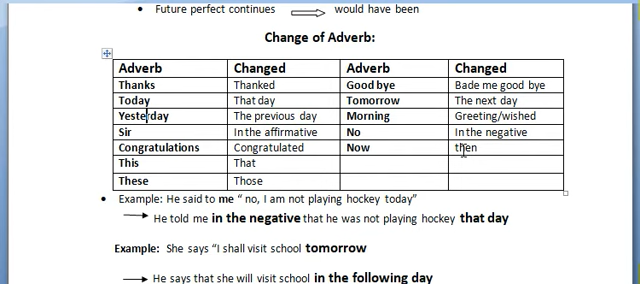 • Future perfect continues ⇒ would have been
Change of Adverb:
Adverb Changed Adverb Changed
Thanks Thanked Good bye Bade me good bye
Today That day Tomorrow The next day
Yesterday The previous day Morning Greeting/wished
Sir In the affirmative No In the negative
Congratulations Congratulated Now then
This That
These Those
• Example: He said to me “ no, I am not playing hockey today”
→ He told me in the negative that he was not playing hockey that day
Example: She says “I shall visit school tomorrow
→ He says that she will visit school in the following day